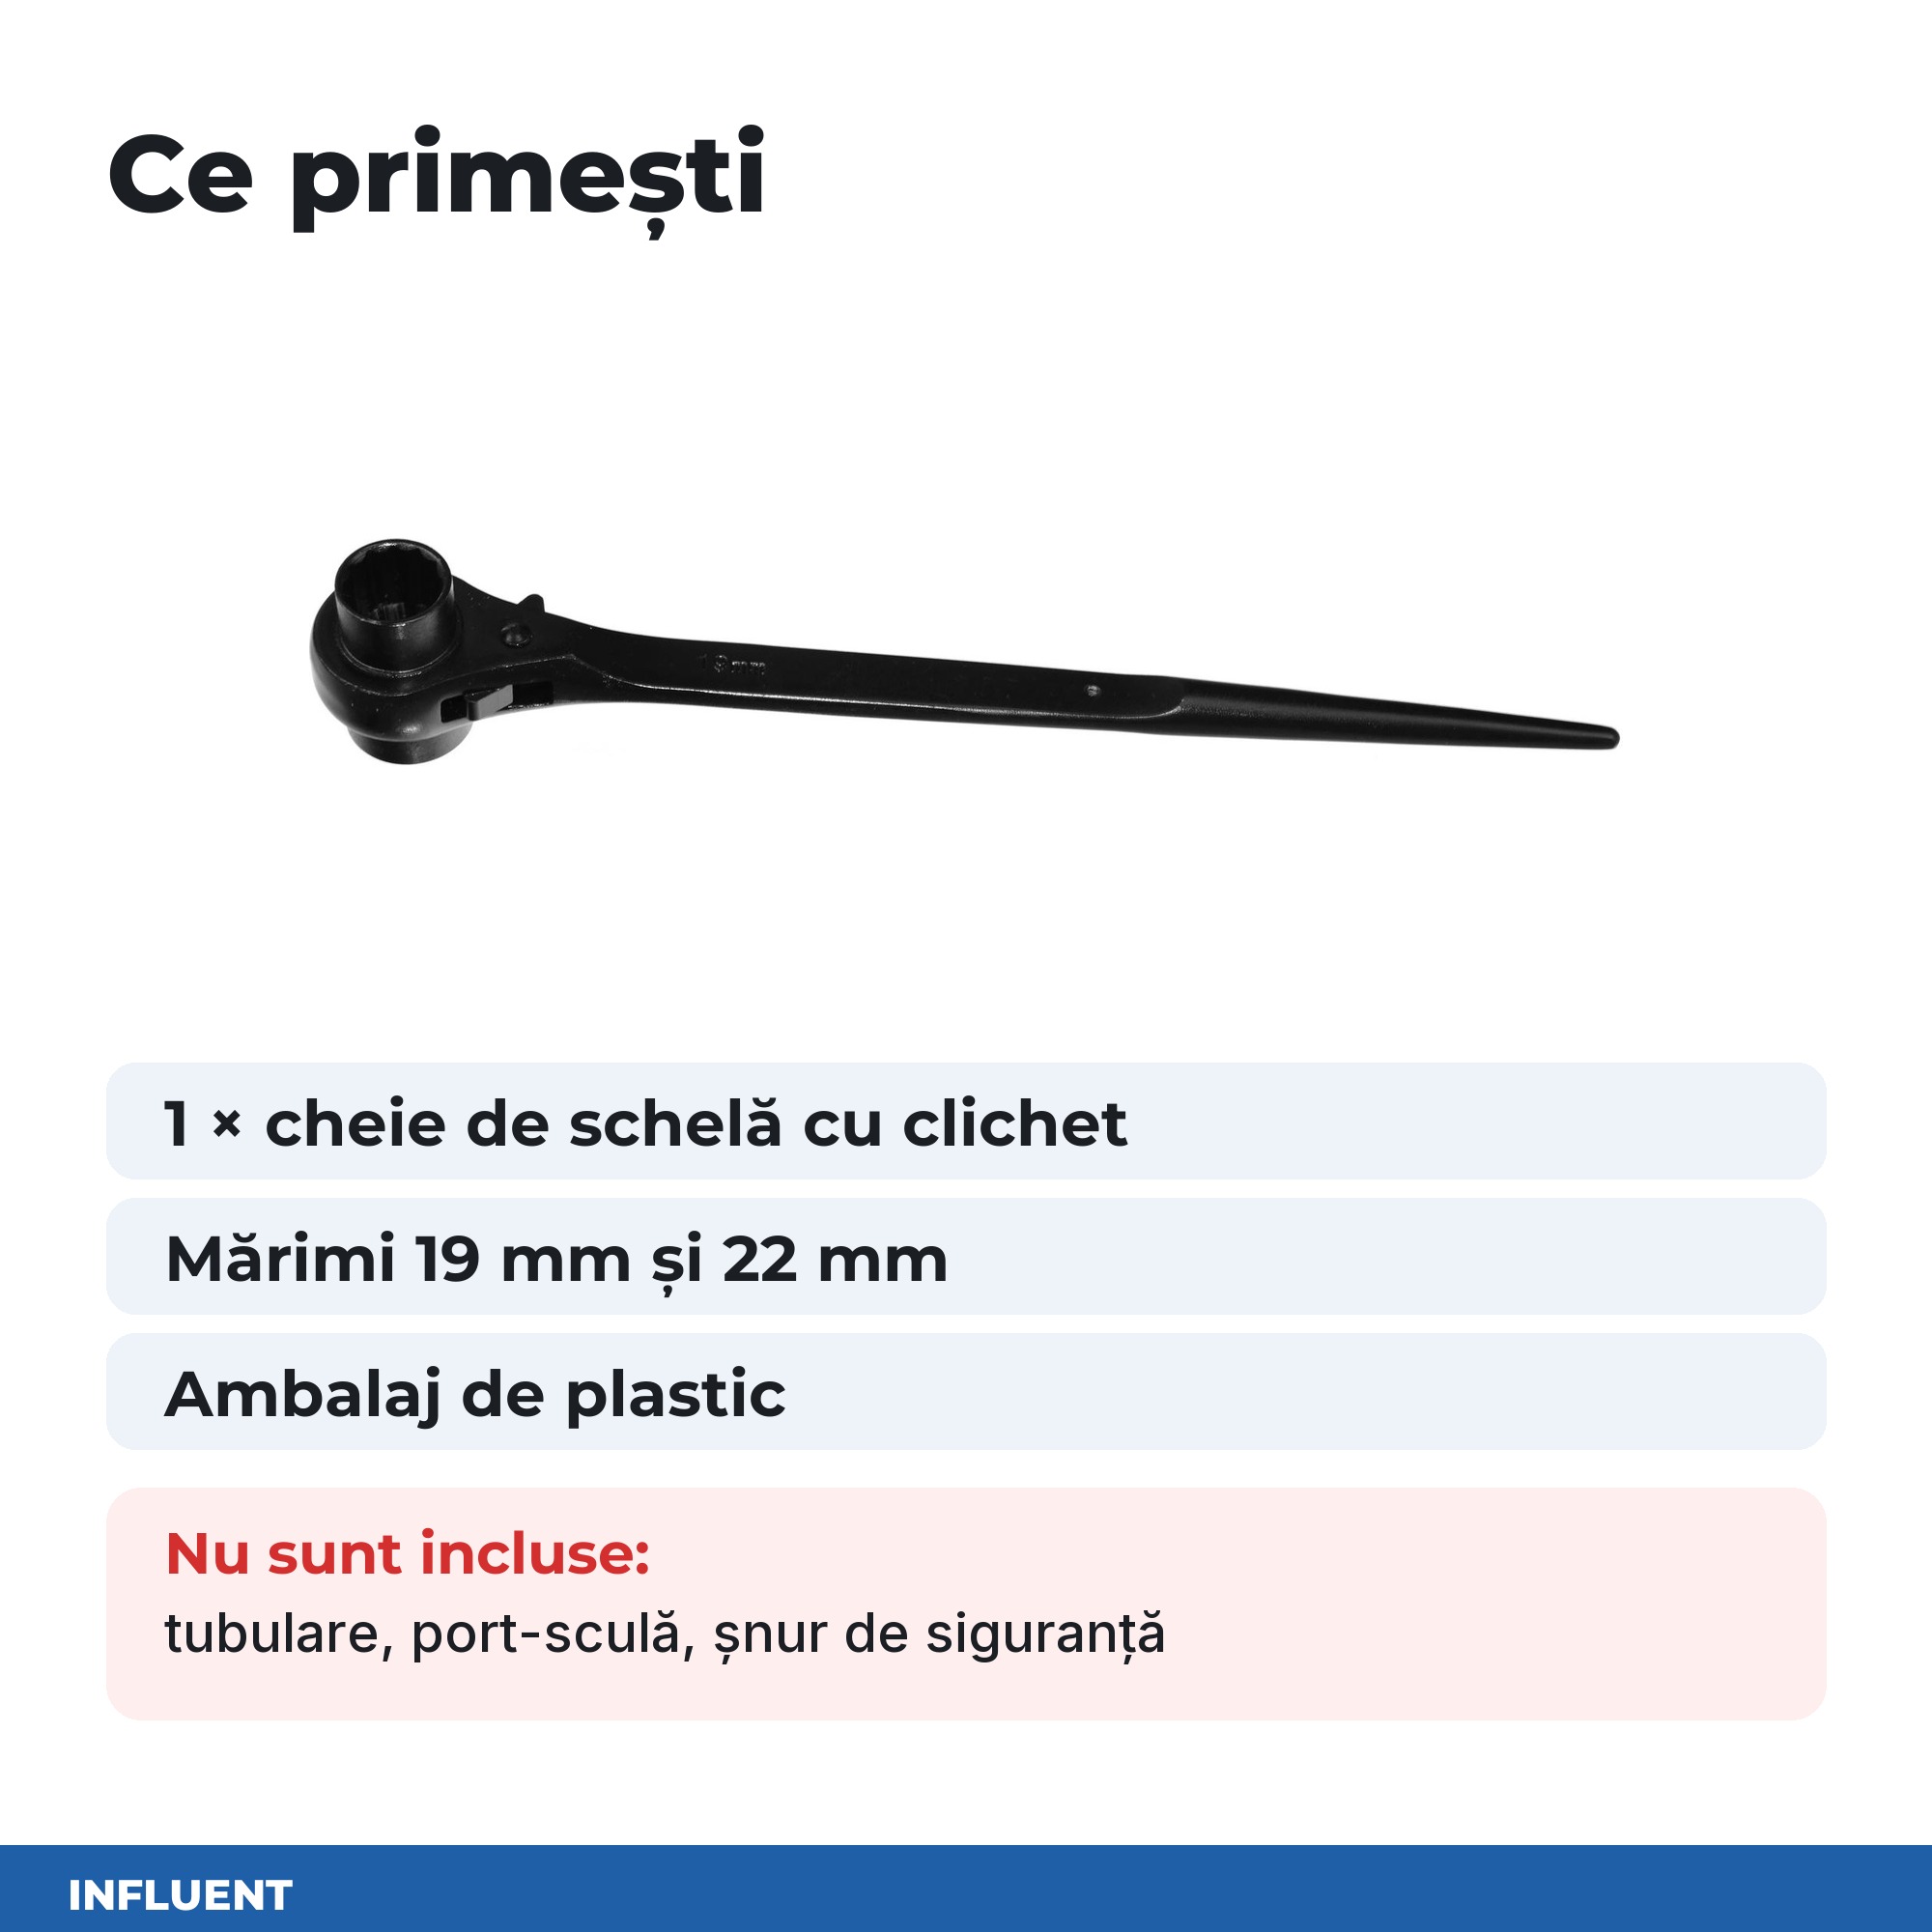 Ce primești
19mm
1 × cheie de schelă cu clichet
Mărimi 19 mm și 22 mm
Ambalaj de plastic
Nu sunt incluse:
tubulare, port-sculă, șnur de siguranță
INFLUENT